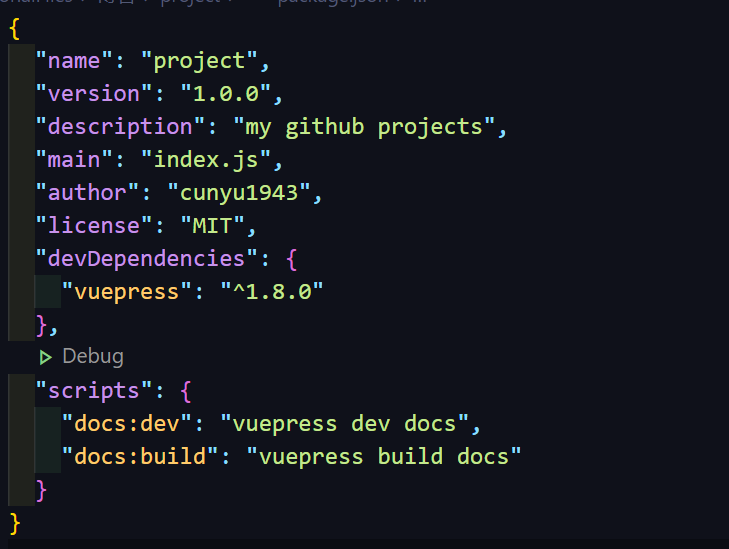 project
package.json
{
"name": "project",
"version": "1.0.0",
"description": "my github projects",
"main": "index.js",
"author": "cunyu1943",
"license": "MIT",
"devDependencies": {
"vuepress": "^1.8.0"
},
Debug
"scripts": {
"docs:dev": "vuepress dev docs",
"docs:build": "vuepress build docs"
}
}